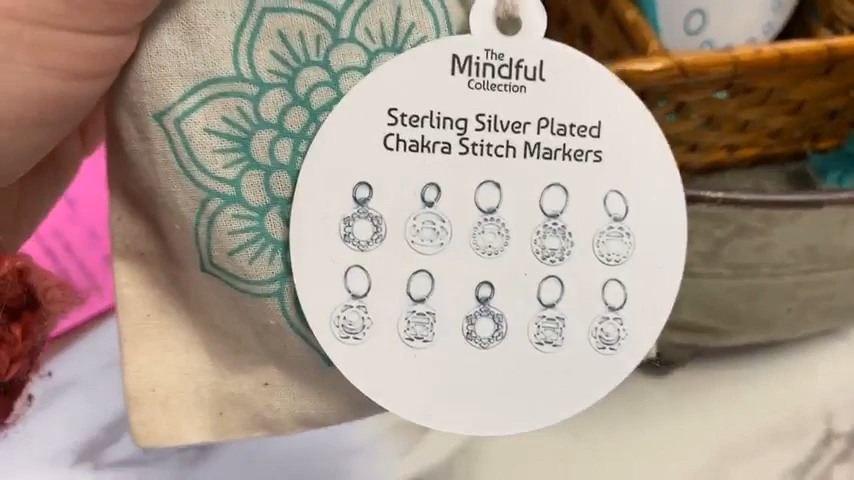 The
Mindful
Collection
Sterling Silver Plated
Chakra Stitch Markers